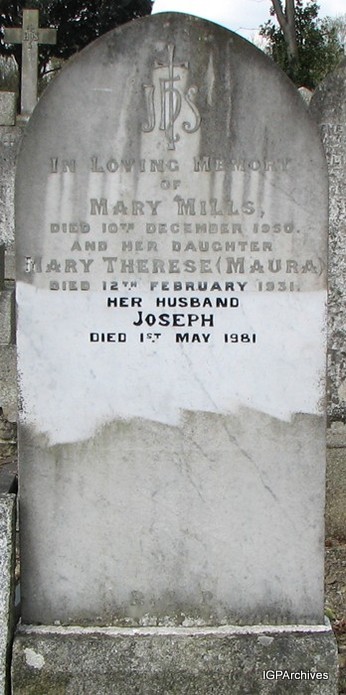 IHS
IN LOVING MEMORY
OF
MARY MILLS,
DIED 10TH DECEMBER 1950.
AND HER DAUGHTER
MARY THERESE (MAURA)
DIED 12TH FEBRUARY 1931.
HER HUSBAND
JOSEPH
DIED 1ST MAY 1981
R.I.P.
IGPArchives